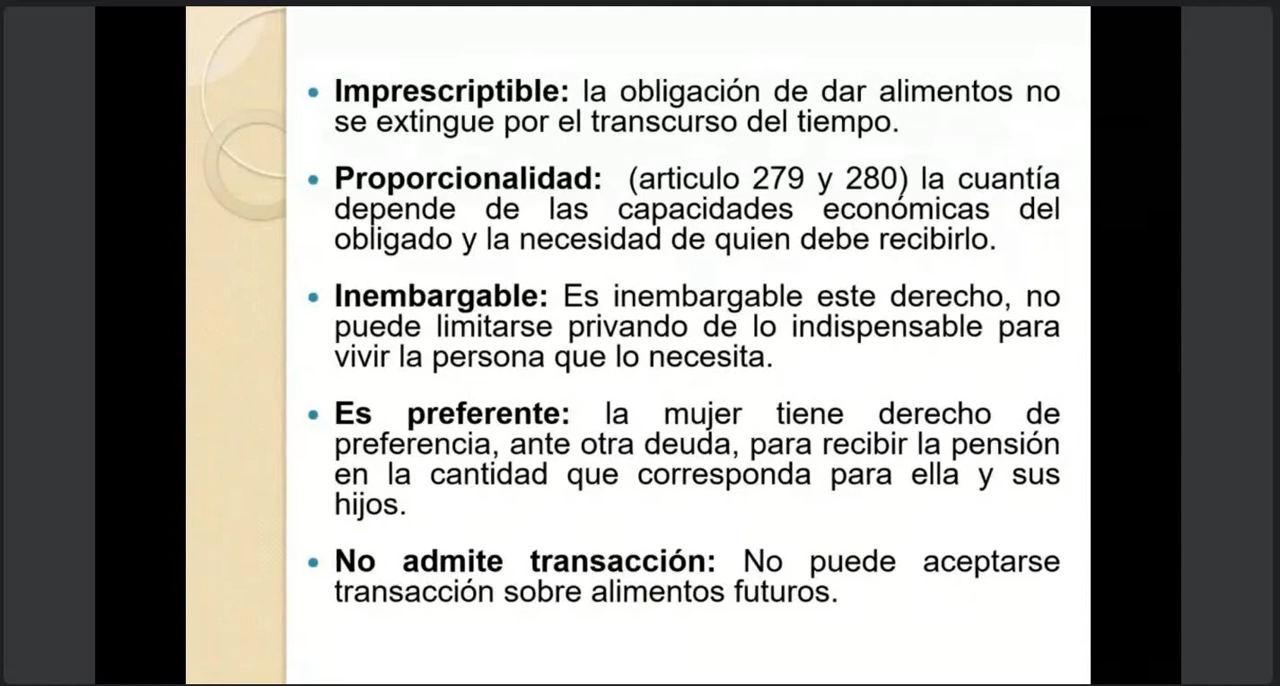 • Imprescriptible: la obligación de dar alimentos no
se extingue por el transcurso del tiempo.
• Proporcionalidad: (articulo 279 y 280) la cuantía
depende de las capacidades económicas del
obligado y la necesidad de quien debe recibirlo.
• Inembargable: Es inembargable este derecho, no
puede limitarse privando de lo indispensable para
vivir la persona que lo necesita.
• Es preferente: la mujer tiene derecho de
preferencia, ante otra deuda, para recibir la pensión
en la cantidad que corresponda para ella y sus
hijos.
• No admite transacción: No puede aceptarse
transacción sobre alimentos futuros.